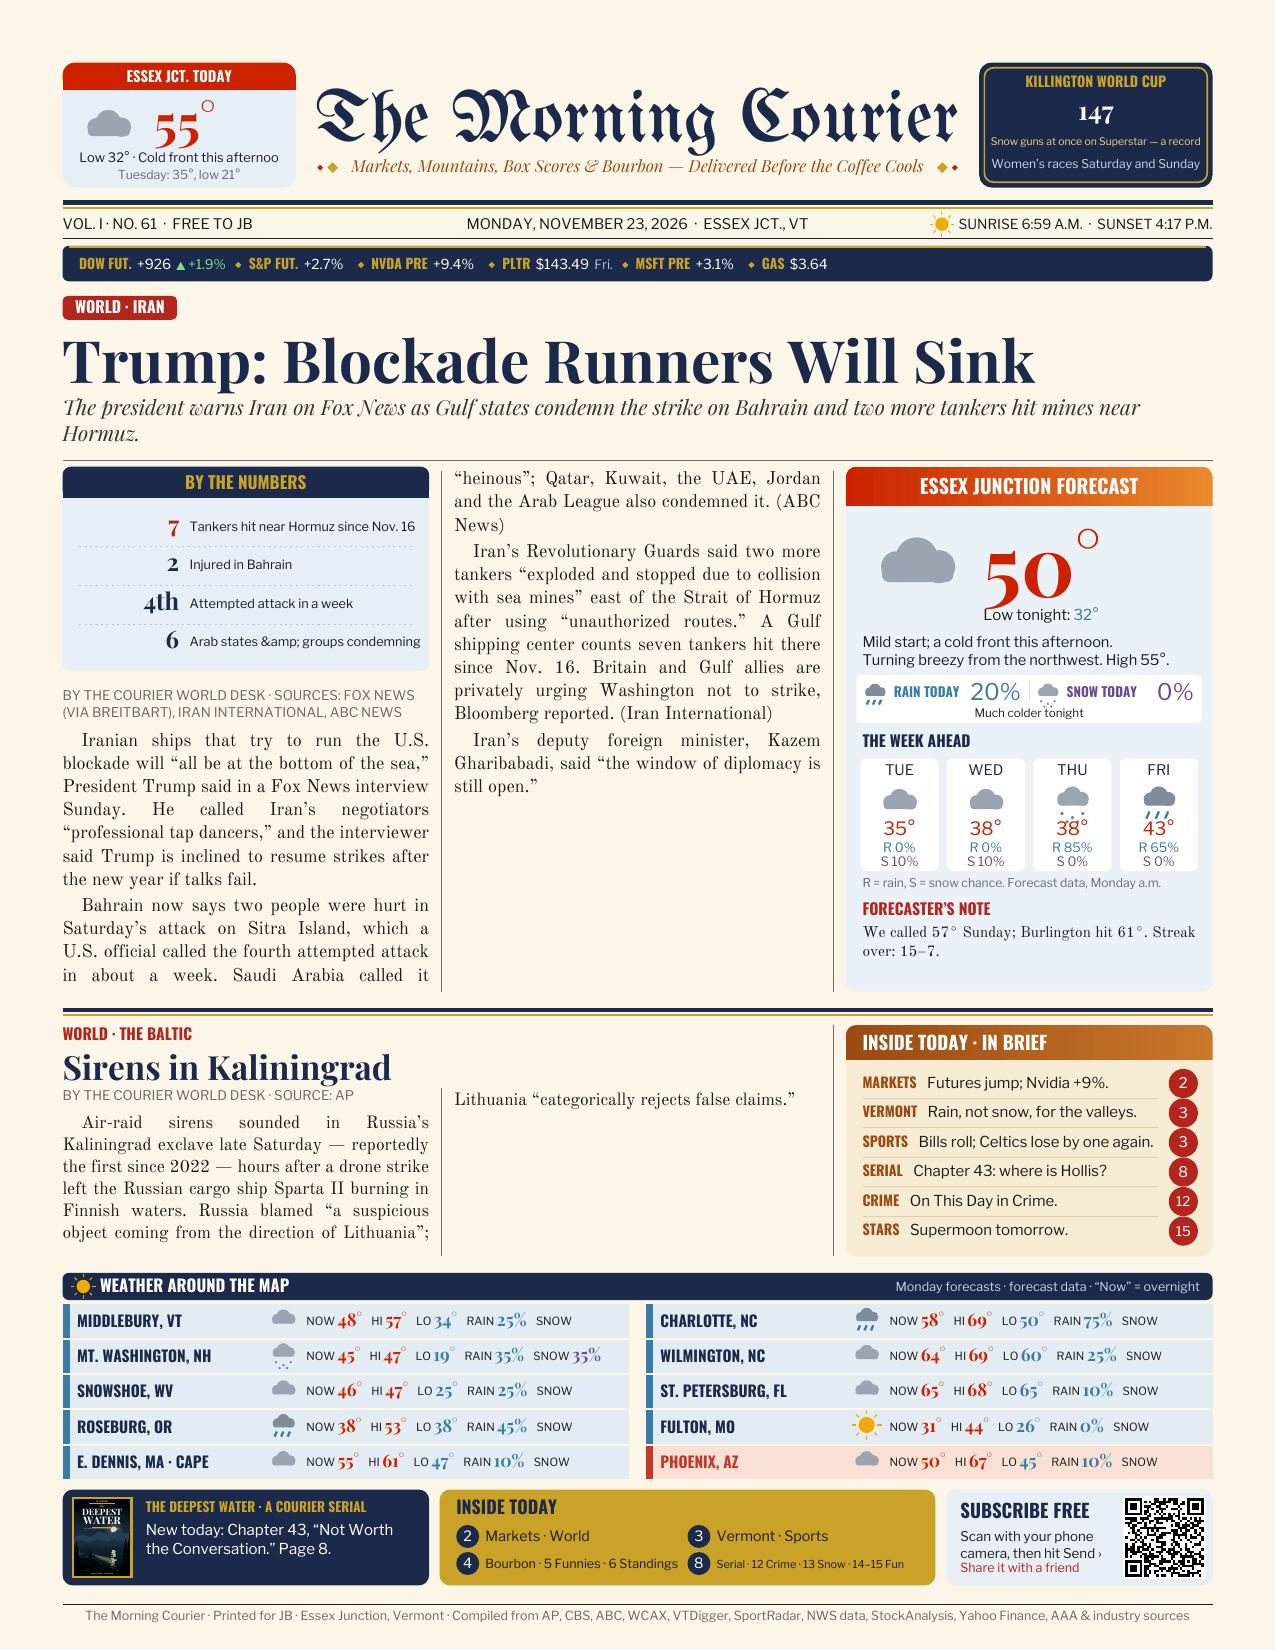 ESSEX JCT. TODAY
55°
Low 32° · Cold front this afternoo
Tuesday: 35°, low 21°
The Morning Courier
Markets, Mountains, Box Scores & Bourbon — Delivered Before the Coffee Cools
KILLINGTON WORLD CUP
147
Snow guns at once on Superstar — a record
Women's races Saturday and Sunday
VOL. I · NO. 61 · FREE TO JB
MONDAY, NOVEMBER 23, 2026 · ESSEX JCT., VT
SUNRISE 6:59 A.M. · SUNSET 4:17 P.M.
DOW FUT. +926 ▲+1.9% ◆ S&P FUT. +2.7% ◆ NVDA PRE +9.4% ◆ PLTR $143.49 Fri. ◆ MSFT PRE +3.1% ◆ GAS $3.64
WORLD · IRAN
Trump: Blockade Runners Will Sink
The president warns Iran on Fox News as Gulf states condemn the strike on Bahrain and two more tankers hit mines near
Hormuz.
BY THE NUMBERS
7 Tankers hit near Hormuz since Nov. 16
2 Injured in Bahrain
4th Attempted attack in a week
6 Arab states &amp; groups condemning
BY THE COURIER WORLD DESK · SOURCES: FOX NEWS
(VIA BREITBART), IRAN INTERNATIONAL, ABC NEWS
Iranian ships that try to run the U.S.
blockade will “all be at the bottom of the sea,”
President Trump said in a Fox News interview
Sunday. He called Iran’s negotiators
“professional tap dancers,” and the interviewer
said Trump is inclined to resume strikes after
the new year if talks fail.
Bahrain now says two people were hurt in
Saturday’s attack on Sitra Island, which a
U.S. official called the fourth attempted attack
in about a week. Saudi Arabia called it
“heinous”; Qatar, Kuwait, the UAE, Jordan
and the Arab League also condemned it. (ABC
News)
Iran’s Revolutionary Guards said two more
tankers “exploded and stopped due to collision
with sea mines” east of the Strait of Hormuz
after using “unauthorized routes.” A Gulf
shipping center counts seven tankers hit there
since Nov. 16. Britain and Gulf allies are
privately urging Washington not to strike,
Bloomberg reported. (Iran International)
Iran’s deputy foreign minister, Kazem
Gharibabadi, said “the window of diplomacy is
still open.”
ESSEX JUNCTION FORECAST
50°
Low tonight: 32°
Mild start; a cold front this afternoon.
Turning breezy from the northwest. High 55°.
RAIN TODAY 20% SNOW TODAY 0%
Much colder tonight
THE WEEK AHEAD
TUE WED THU FRI
35° 38° 38° 43°
R 0% R 0% R 85% R 65%
S 10% S 10% S 0% S 0%
R = rain, S = snow chance. Forecast data, Monday a.m.
FORECASTER’S NOTE
We called 57° Sunday; Burlington hit 61°. Streak
over: 15–7.
WORLD · THE BALTIC
Sirens in Kaliningrad
BY THE COURIER WORLD DESK · SOURCE: AP
Air-raid sirens sounded in Russia’s
Kaliningrad exclave late Saturday — reportedly
the first since 2022 — hours after a drone strike
left the Russian cargo ship Sparta II burning in
Finnish waters. Russia blamed “a suspicious
object coming from the direction of Lithuania”;
Lithuania “categorically rejects false claims.”
INSIDE TODAY · IN BRIEF
MARKETS Futures jump; Nvidia +9%. 2
VERMONT Rain, not snow, for the valleys. 3
SPORTS Bills roll; Celtics lose by one again. 3
SERIAL Chapter 43: where is Hollis? 8
CRIME On This Day in Crime. 12
STARS Supermoon tomorrow. 15
WEATHER AROUND THE MAP
Monday forecasts · forecast data · “Now” = overnight
MIDDLEBURY, VT NOW 48° HI 57° LO 34° RAIN 25% SNOW
MT. WASHINGTON, NH NOW 45° HI 47° LO 19° RAIN 35% SNOW 35%
SNOWSHOE, WV NOW 46° HI 47° LO 25° RAIN 25% SNOW
ROSEBURG, OR NOW 38° HI 53° LO 38° RAIN 45% SNOW
E. DENNIS, MA · CAPE NOW 55° HI 61° LO 47° RAIN 10% SNOW
CHARLOTTE, NC NOW 58° HI 69° LO 50° RAIN 75% SNOW
WILMINGTON, NC NOW 64° HI 69° LO 60° RAIN 25% SNOW
ST. PETERSBURG, FL NOW 65° HI 68° LO 65° RAIN 10% SNOW
FULTON, MO NOW 31° HI 44° LO 26° RAIN 0% SNOW
PHOENIX, AZ NOW 50° HI 67° LO 45° RAIN 10% SNOW
DEEPEST
WATER
THE DEEPEST WATER · A COURIER SERIAL
New today: Chapter 43, “Not Worth
the Conversation.” Page 8.
INSIDE TODAY
2 Markets · World
3 Vermont · Sports
4 Bourbon · 5 Funnies · 6 Standings
8 Serial · 12 Crime · 13 Snow · 14–15 Fun
SUBSCRIBE FREE
Scan with your phone
camera, then hit Send ›
Share it with a friend
The Morning Courier · Printed for JB · Essex Junction, Vermont · Compiled from AP, CBS, ABC, WCAX, VTDigger, SportRadar, NWS data, StockAnalysis, Yahoo Finance, AAA & industry sources